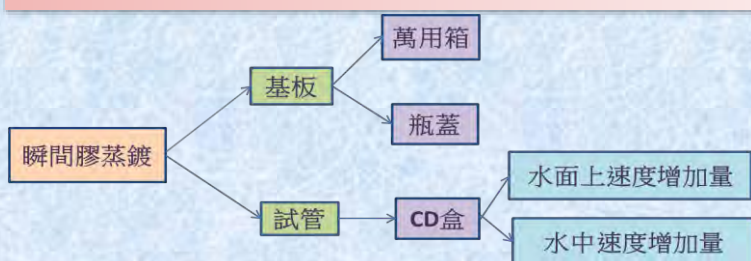 萬用箱
基板
瓶蓋
瞬間膠蒸鍍
水面上速度增加量
試管
CD盒
水中速度增加量